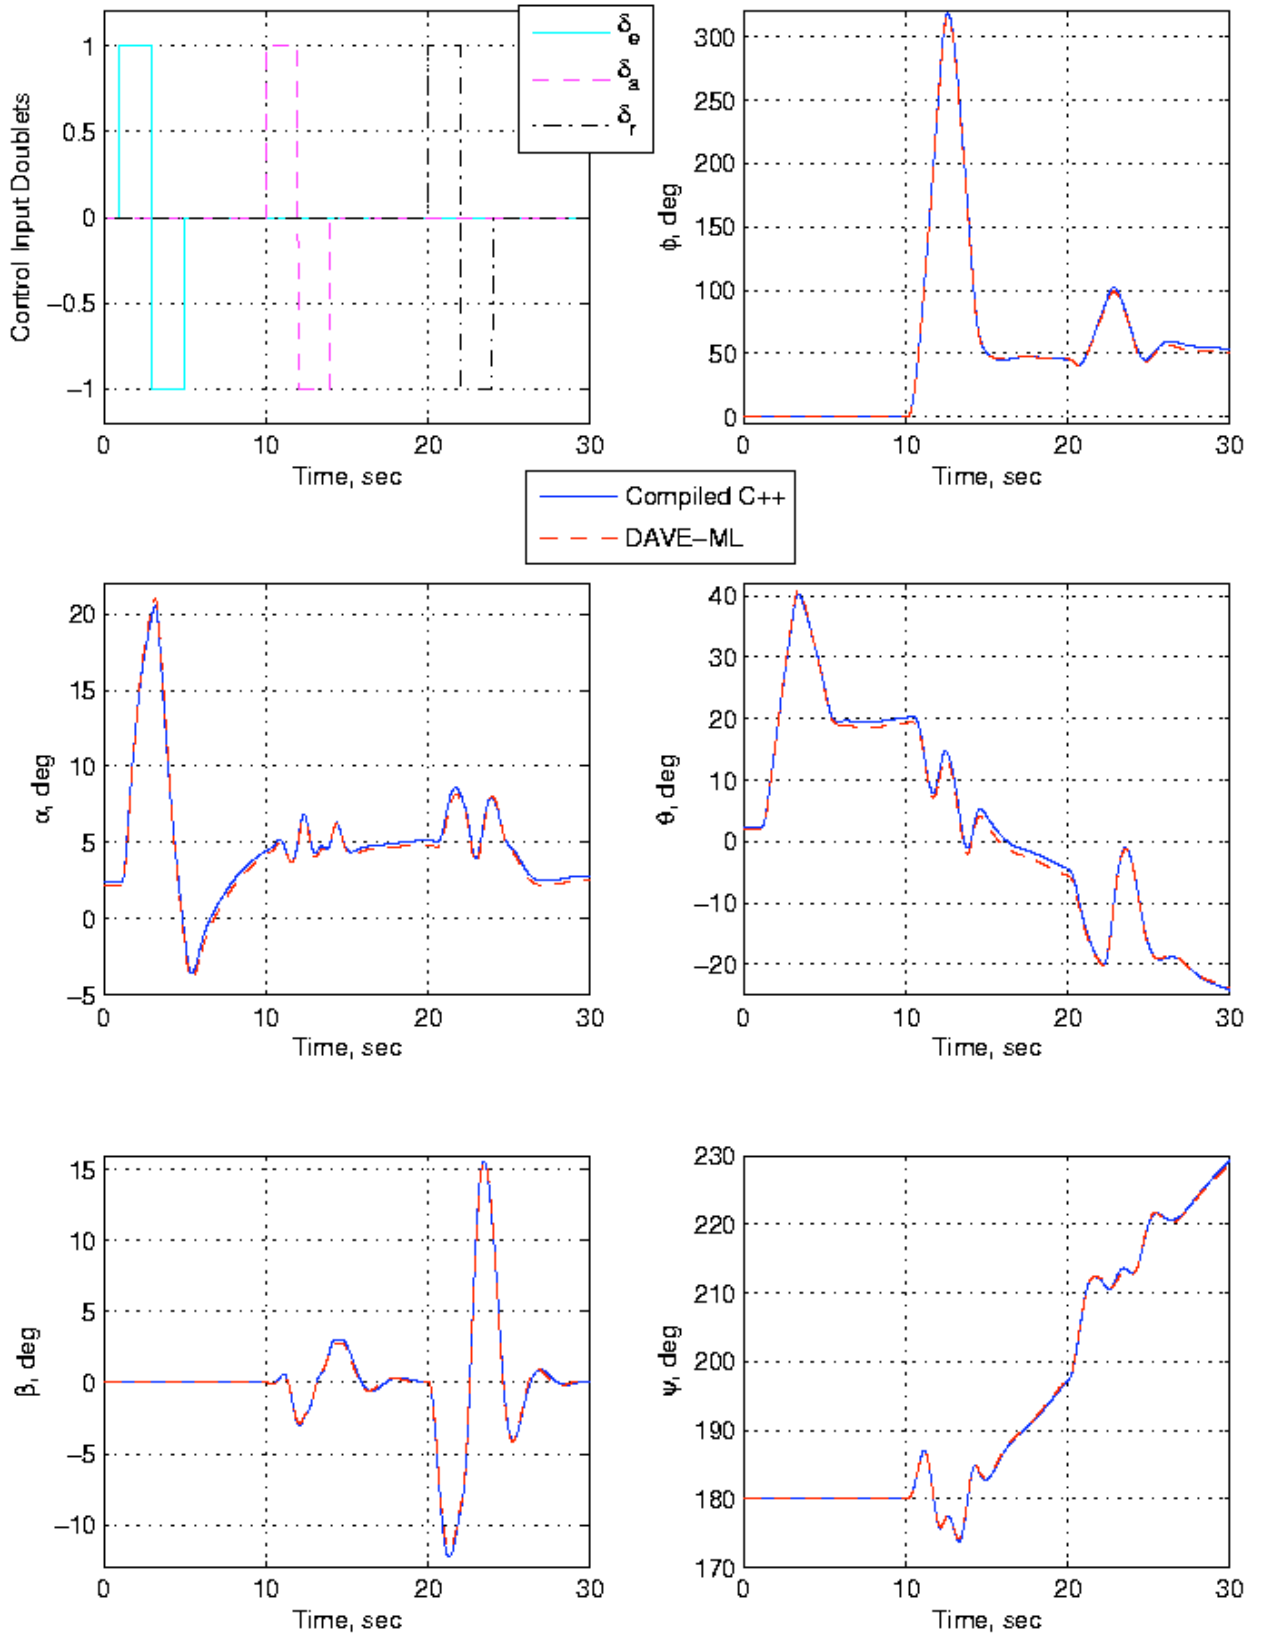 Control Input Doublets
1
0.5
0
−0.5
−1
0 10 20 30
Time, sec
δe
δa
δr
ϕ, deg
300
250
200
150
100
50
0
0 10 20 30
Time, sec
Compiled C++
DAVE−ML
α, deg
20
15
10
5
0
−5
0 10 20 30
Time, sec
θ, deg
40
30
20
10
0
−10
−20
0 10 20 30
Time, sec
β, deg
15
10
5
0
−5
−10
0 10 20 30
Time, sec
ψ, deg
230
220
210
200
190
180
170
0 10 20 30
Time, sec